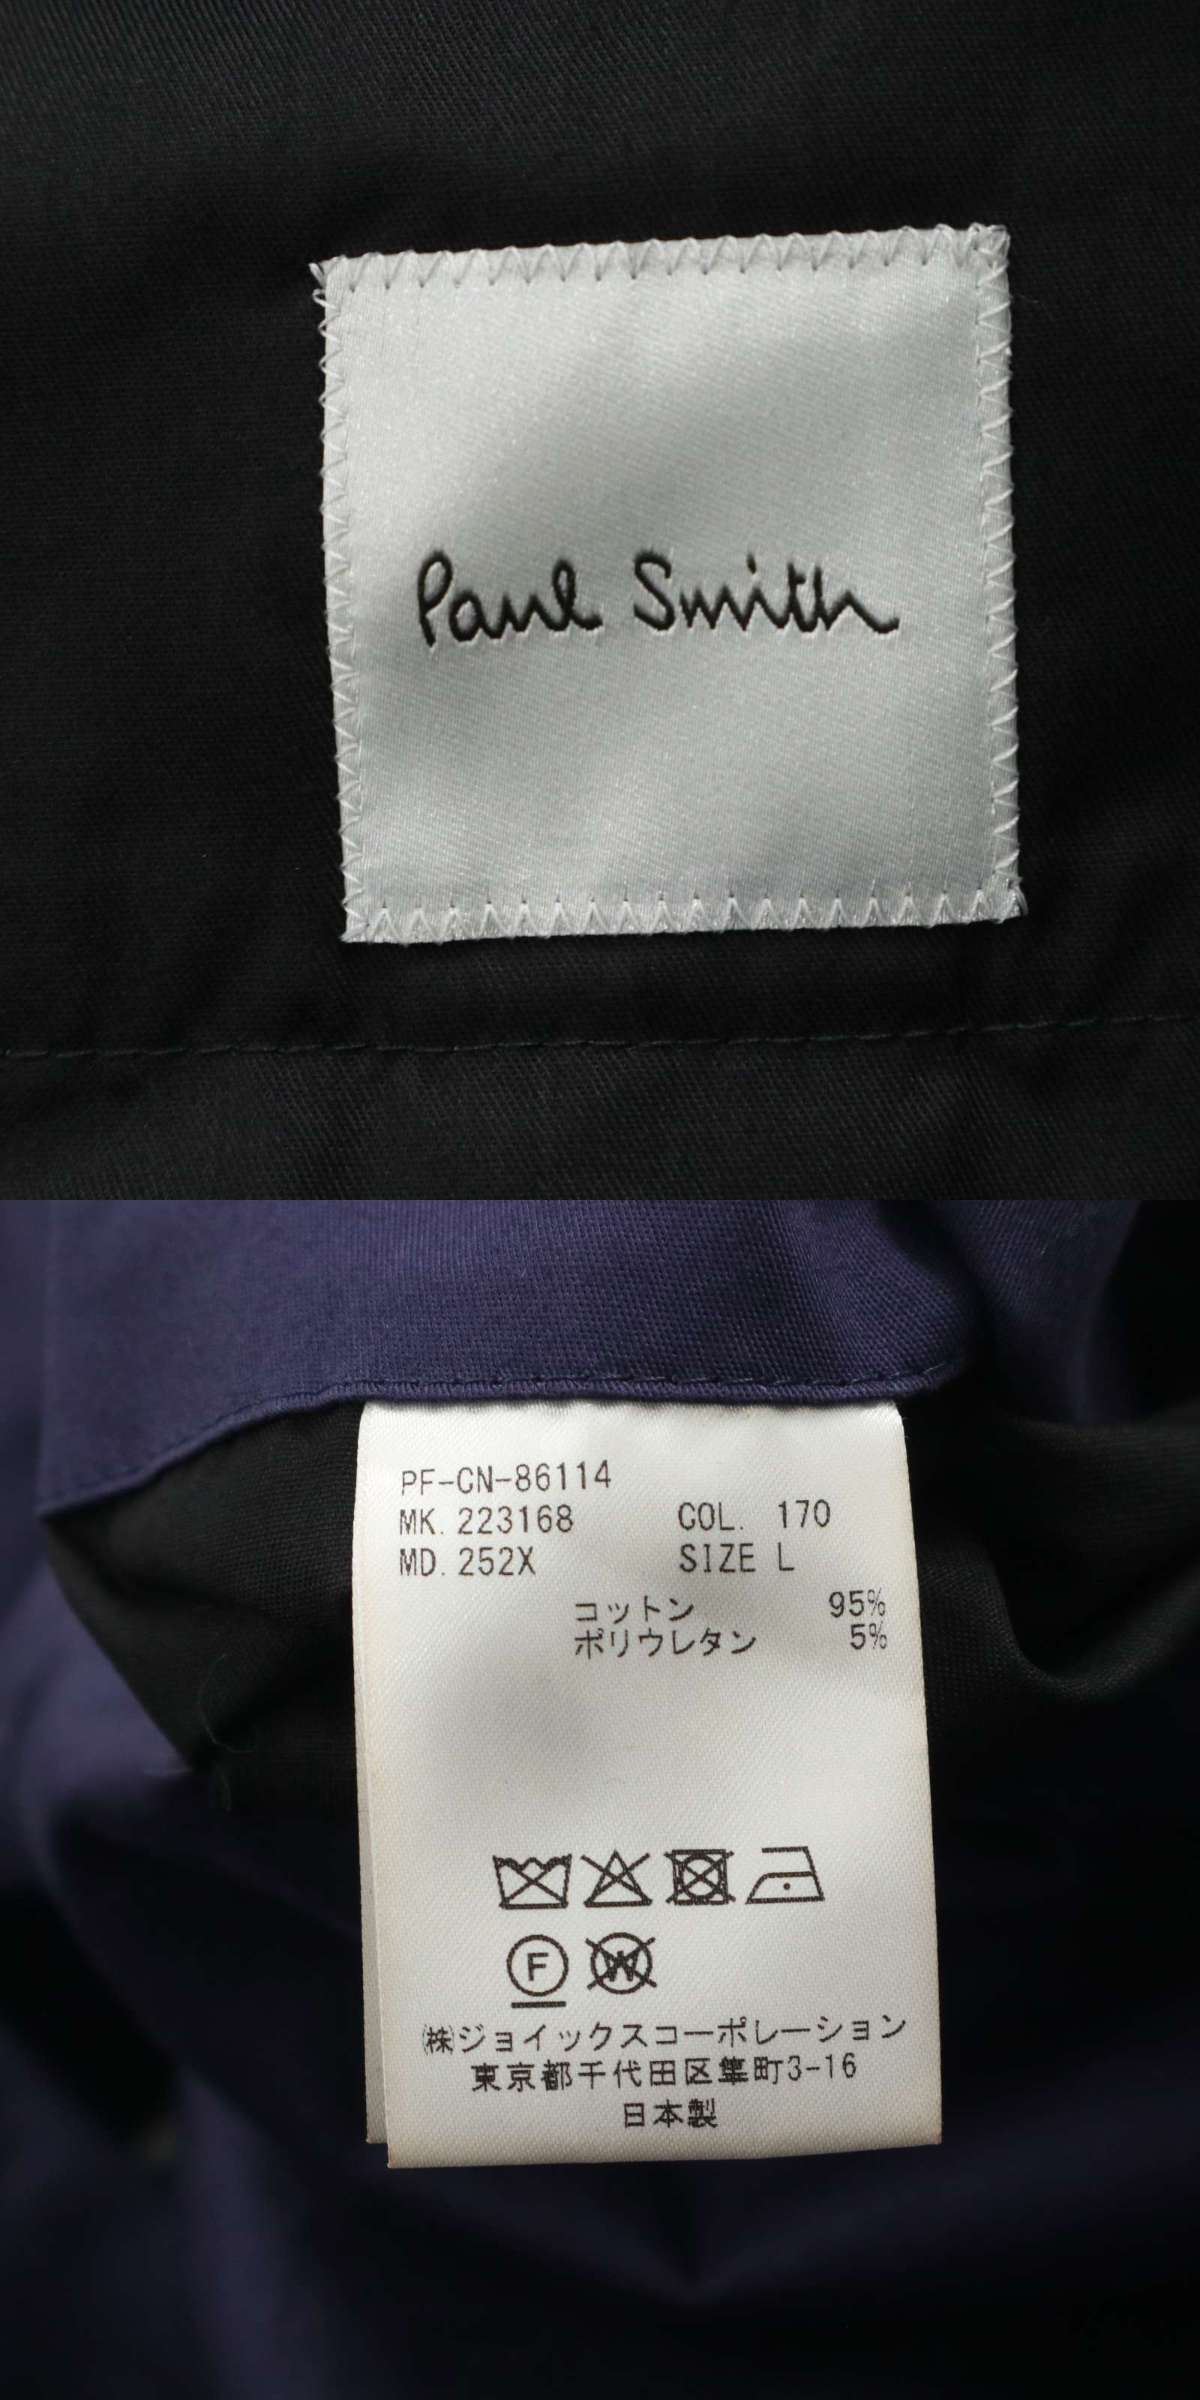 Paul Smith
PF-CN-86114
MK. 223168 COL. 170
MD. 252X SIZE L
コットン 95%
ポリウレタン 5%
F W
㈱ジョイックスコーポレーション
東京都千代田区隼町3-16
日本製